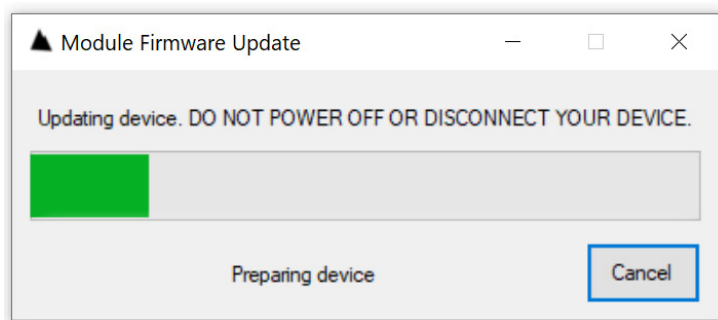 Module Firmware Update
Updating device. DO NOT POWER OFF OR DISCONNECT YOUR DEVICE.
Preparing device
Cancel